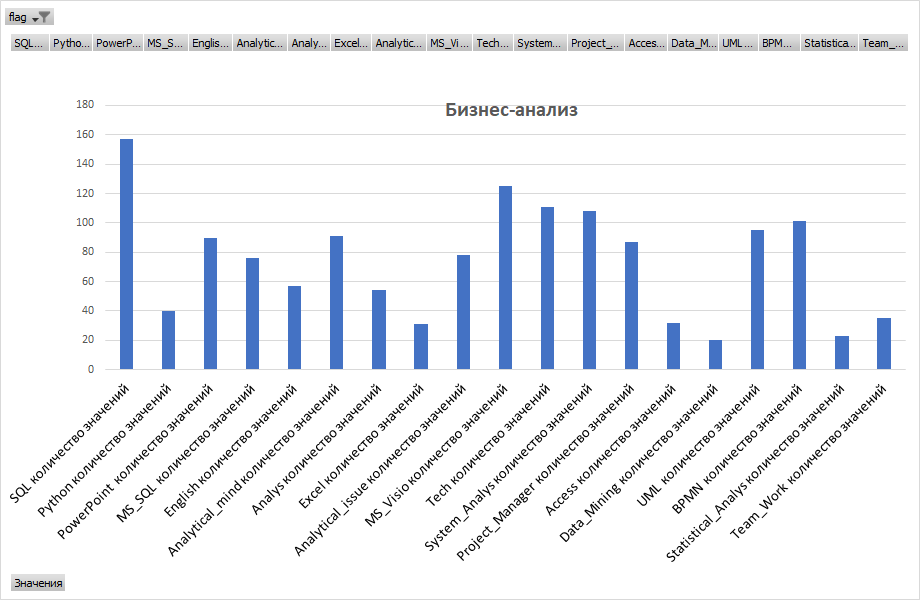 flag
SQL... Pytho... PowerP... MS_S... Englis... Analytic... Analy... Excel... Analytic... MS_Vi... Tech... System... Project_... Acces... Data_M... UML... BPM... Statistica... Team_...
Бизнес-анализ
180
160
140
120
100
80
60
40
20
0
SQL количество значений
Python количество значений
PowerPoint количество значений
MS_SQL количество значений
English количество значений
Analytical_mind количество значений
Analys количество значений
Excel количество значений
Analytical_issue количество значений
MS_Visio количество значений
Tech количество значений
System_Analys количество значений
Project_Manager количество значений
Access количество значений
Data_Mining количество значений
UML количество значений
BPMN количество значений
Statistical_Analys количество значений
Team_Work количество значений
Значения